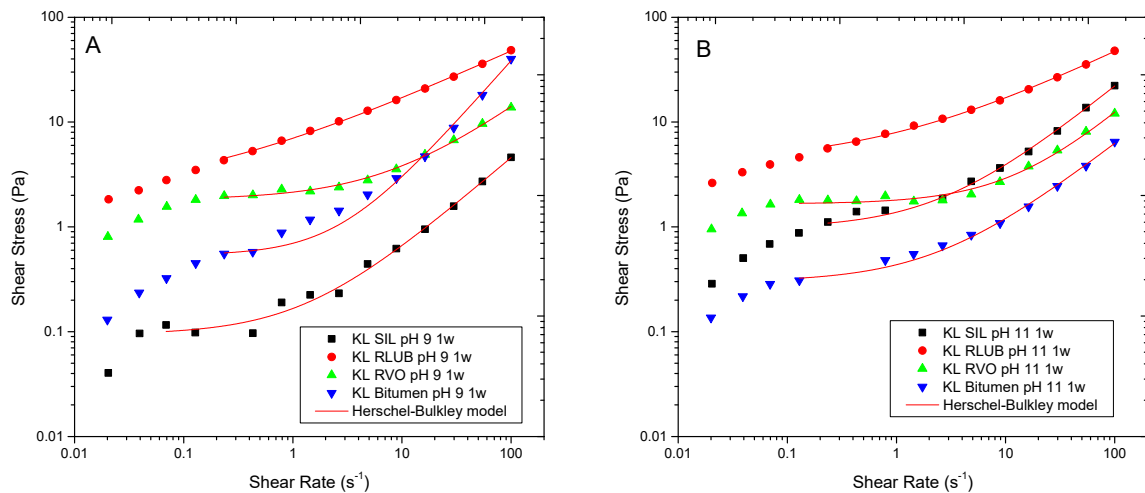 A
100
10
1
0.1
0.01
Shear Stress (Pa)
KL SIL pH 9 1w
KL RLUB pH 9 1w
KL RVO pH 9 1w
KL Bitumen pH 9 1w
Herschel-Bulkley model
0.01 0.1 1 10 100
Shear Rate (s⁻¹)
B
100
10
1
0.1
0.01
Shear Stress (Pa)
KL SIL pH 11 1w
KL RLUB pH 11 1w
KL RVO pH 11 1w
KL Bitumen pH 11 1w
Herschel-Bulkley model
0.01 0.1 1 10 100
Shear Rate (s⁻¹)